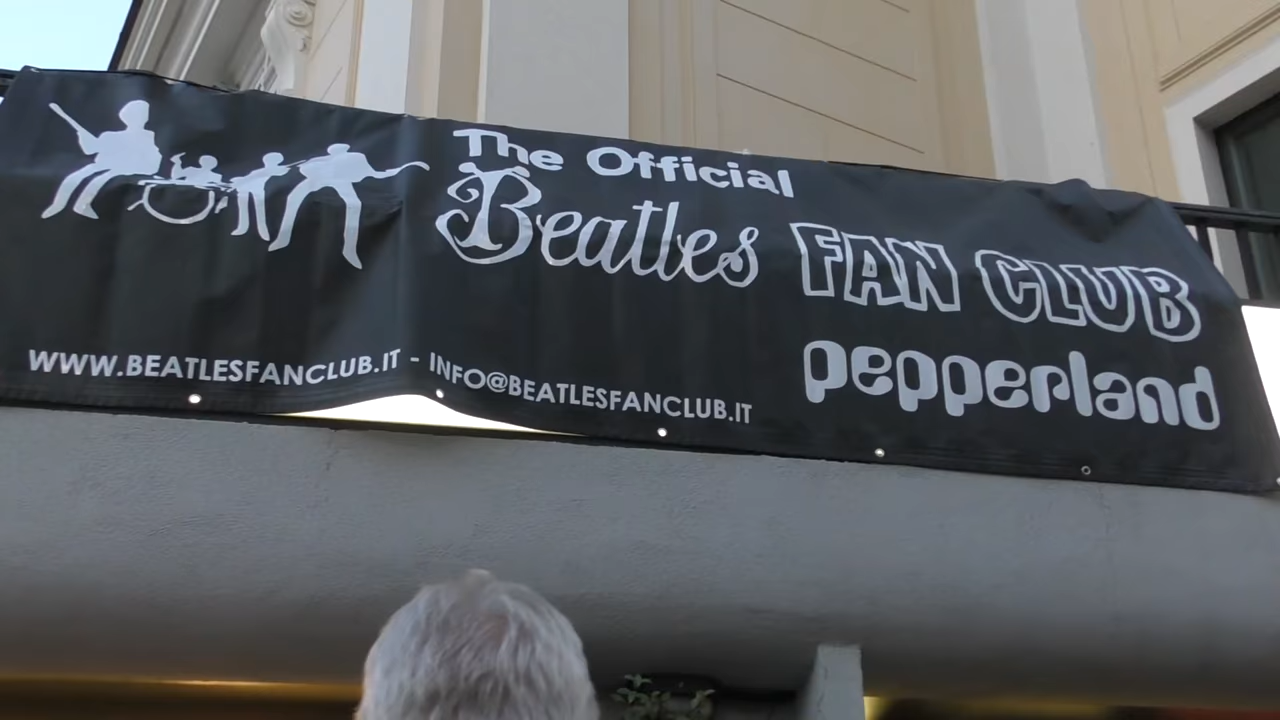 The Official
Beatles FAN CLUB
pepperland
WWW.BEATLESFANCLUB.IT - INFO@BEATLESFANCLUB.IT